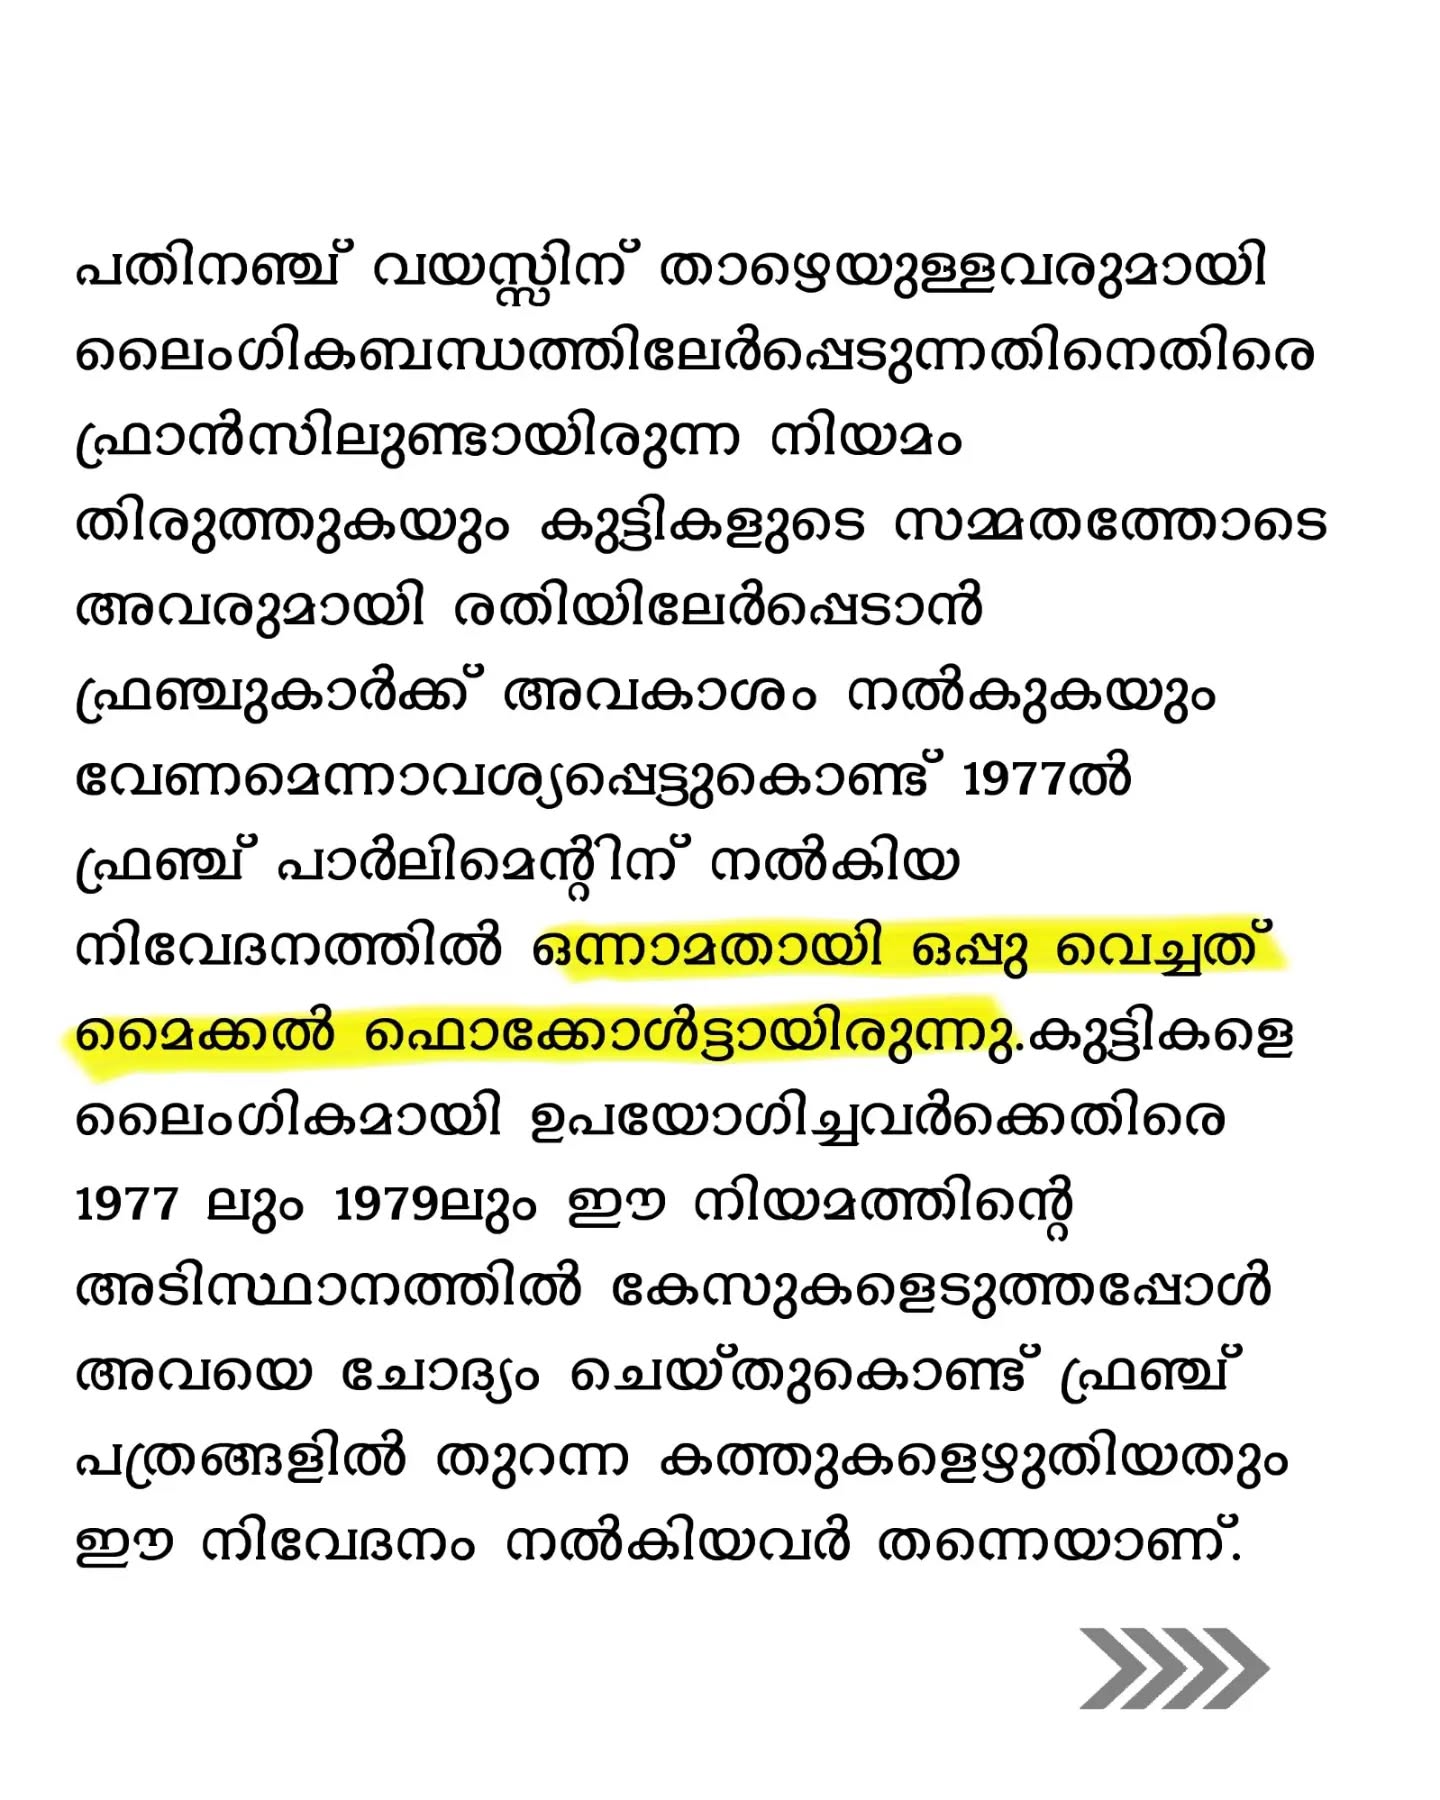 പതിനഞ്ച് വയസ്സിന് താഴെയുള്ളവരുമായി
ലൈംഗികബന്ധത്തിലേർപ്പെടുന്നതിനെതിരെ
ഫ്രാൻസിലുണ്ടായിരുന്ന നിയമം
തിരുത്തുകയും കുട്ടികളുടെ സമ്മതത്തോടെ
അവരുമായി രതിയിലേർപ്പെടാൻ
ഫ്രഞ്ചുകാർക്ക് അവകാശം നൽകുകയും
വേണമെന്നാവശ്യപ്പെട്ടുകൊണ്ട് 1977ൽ
ഫ്രഞ്ച് പാർലിമെന്റിന് നൽകിയ
നിവേദനത്തിൽ ഒന്നാമതായി ഒപ്പു വെച്ചത്
മൈക്കൽ ഫൊക്കോൾട്ടായിരുന്നു.കുട്ടികളെ
ലൈംഗികമായി ഉപയോഗിച്ചവർക്കെതിരെ
1977 ലും 1979ലും ഈ നിയമത്തിന്റെ
അടിസ്ഥാനത്തിൽ കേസുകളെടുത്തപ്പോൾ
അവയെ ചോദ്യം ചെയ്തുകൊണ്ട് ഫ്രഞ്ച്
പത്രങ്ങളിൽ തുറന്ന കത്തുകളെഴുതിയതും
ഈ നിവേദനം നൽകിയവർ തന്നെയാണ്.